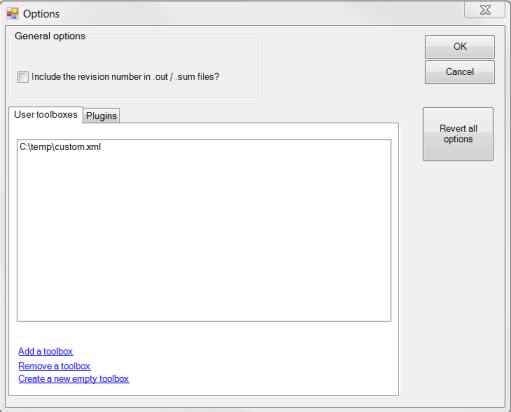 Options
General options
Include the revision number in .out / .sum files?
OK
Cancel
User toolboxes
Plugins
Revert all
options
C:\temp\custom.xml
Add a toolbox
Remove a toolbox
Create a new empty toolbox